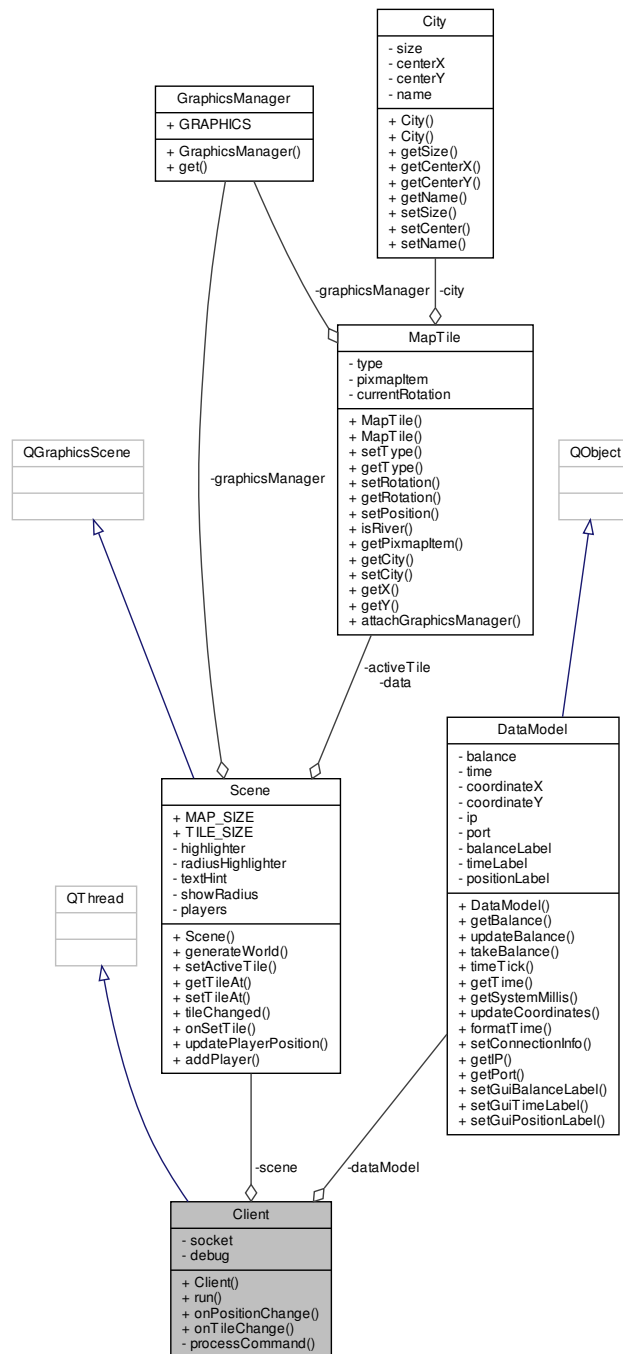 City
- size
- centerX
- centerY
- name
+ City()
+ City()
+ getSize()
+ getCenterX()
+ getCenterY()
+ getName()
+ setSize()
+ setCenter()
+ setName()
GraphicsManager
+ GRAPHICS
+ GraphicsManager()
+ get()
-graphicsManager
-city
MapTile
- type
- pixmapItem
- currentRotation
+ MapTile()
+ MapTile()
+ setType()
+ getType()
+ setRotation()
+ getRotation()
+ setPosition()
+ isRiver()
+ getPixmapItem()
+ getCity()
+ setCity()
+ getX()
+ getY()
+ attachGraphicsManager()
QGraphicsScene
-graphicsManager
QObject
-activeTile
-data
DataModel
- balance
- time
- coordinateX
- coordinateY
- ip
- port
- balanceLabel
- timeLabel
- positionLabel
+ DataModel()
+ getBalance()
+ updateBalance()
+ takeBalance()
+ timeTick()
+ getTime()
+ getSystemMillis()
+ updateCoordinates()
+ formatTime()
+ setConnectionInfo()
+ getIP()
+ getPort()
+ setGuiBalanceLabel()
+ setGuiTimeLabel()
+ setGuiPositionLabel()
Scene
+ MAP_SIZE
+ TILE_SIZE
- highlighter
- radiusHighlighter
- textHint
- showRadius
- players
+ Scene()
+ generateWorld()
+ setActiveTile()
+ getTileAt()
+ setTileAt()
+ tileChanged()
+ onSetTile()
+ updatePlayerPosition()
+ addPlayer()
QThread
-scene
-dataModel
Client
- socket
- debug
+ Client()
+ run()
+ onPositionChange()
+ onTileChange()
- processCommand()